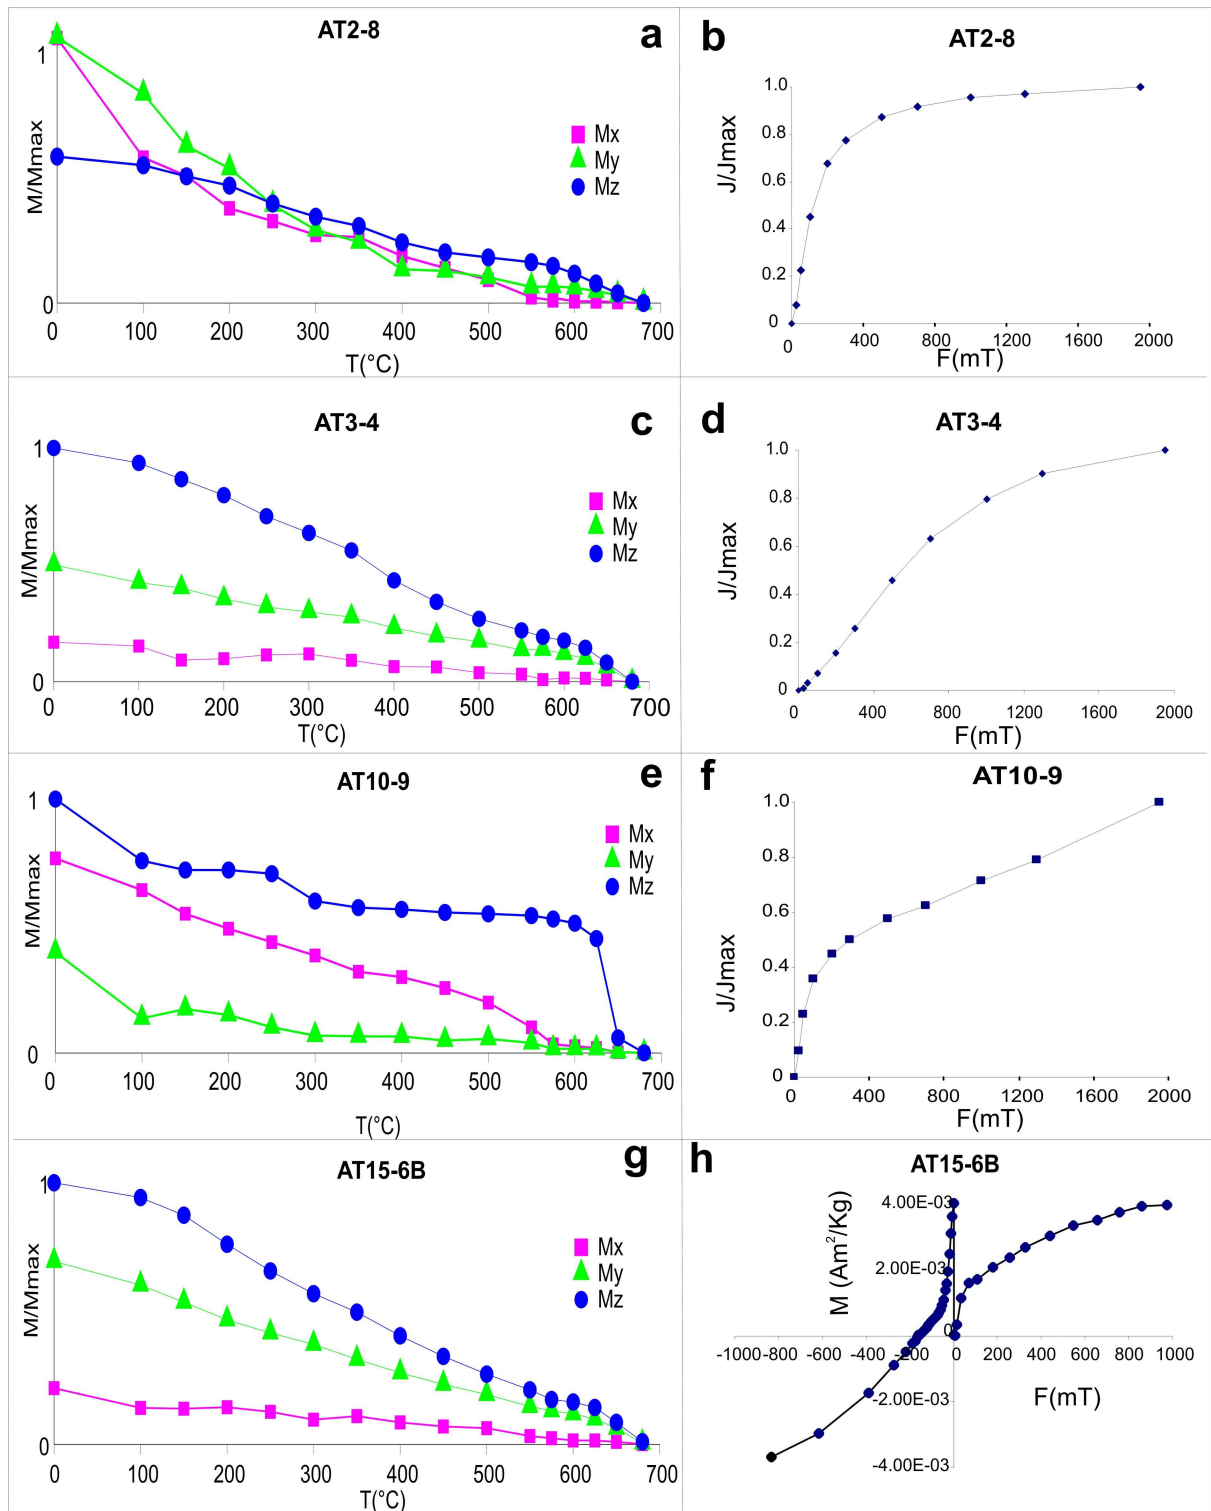 AT2-8
a
1
M/Mmax
0
Mx
My
Mz
0 100 200 300 400 500 600 700
T(°C)
b
AT2-8
1.0
0.8
0.6
0.4
0.2
0
J/Jmax
0 400 800 1200 1600 2000
F(mT)
AT3-4
c
1
M/Mmax
0
Mx
My
Mz
0 100 200 300 400 500 600 700
T(°C)
d
AT3-4
1.0
0.8
0.6
0.4
0.2
0
J/Jmax
0 400 800 1200 1600 2000
F(mT)
AT10-9
e
1
M/Mmax
0
Mx
My
Mz
0 100 200 300 400 500 600 700
T(°C)
f
AT10-9
1.0
0.8
0.6
0.4
0.2
0
J/Jmax
0 400 800 1200 1600 2000
F(mT)
AT15-6B
g
1
M/Mmax
0
Mx
My
Mz
0 100 200 300 400 500 600 700
T(°C)
h
AT15-6B
M (Am²/Kg)
4.00E-03
2.00E-03
0
-2.00E-03
-4.00E-03
-1000 -800 -600 -400 -200 0 200 400 600 800 1000
F(mT)